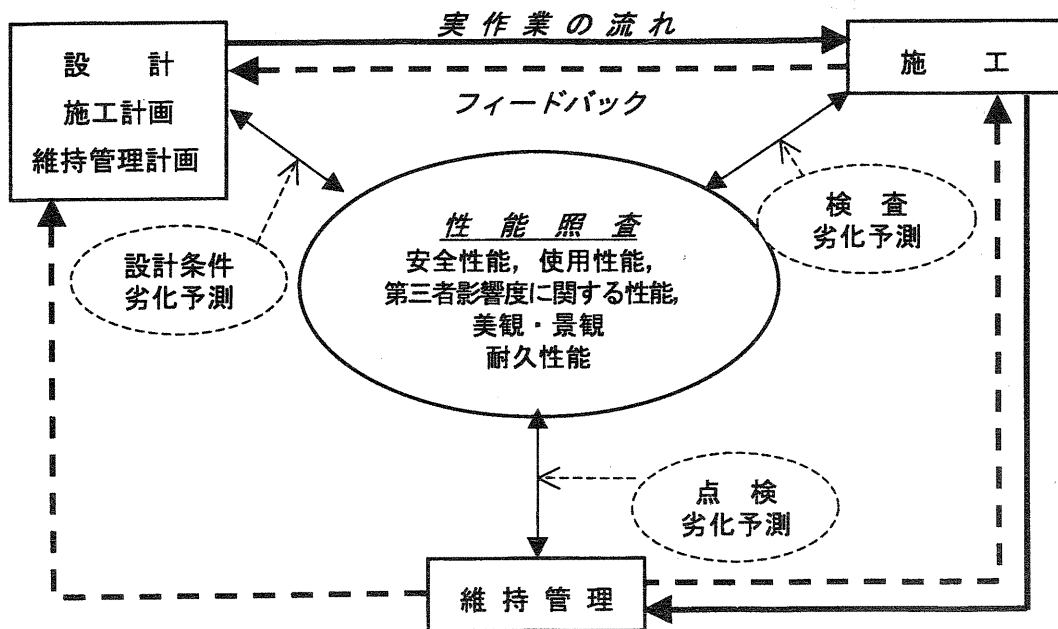 実作業の流れ
設計
施工計画
維持管理計画
施工
フィードバック
性能照査
安全性能，使用性能，
第三者影響度に関する性能，
美観・景観
耐久性能
設計条件
劣化予測
検査
劣化予測
点検
劣化予測
維持管理